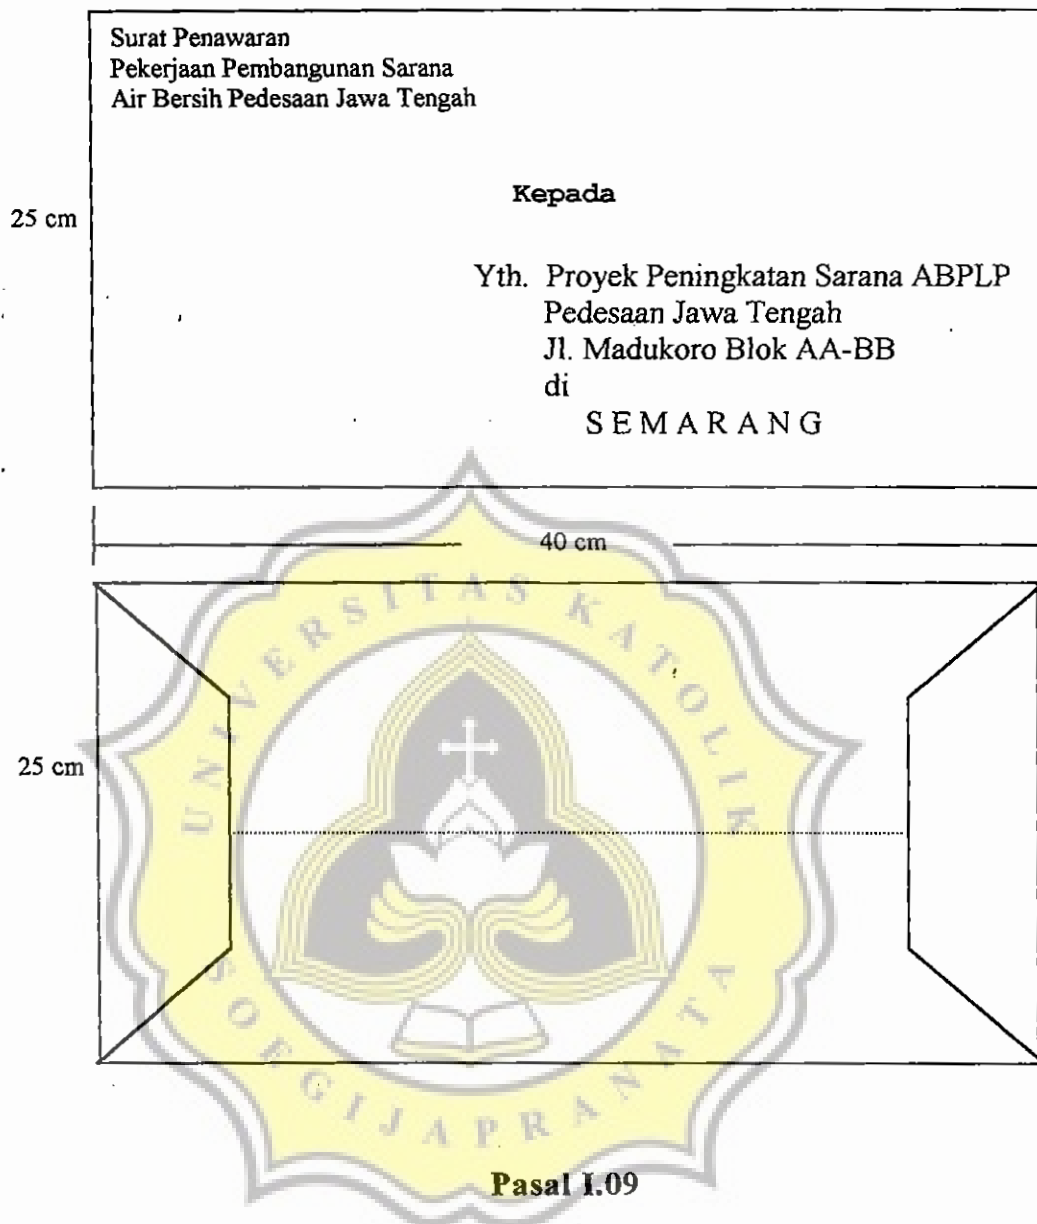 Surat Penawaran
Pekerjaan Pembangunan Sarana
Air Bersih Pedesaan Jawa Tengah
Kepada
25 cm
Yth. Proyek Peningkatan Sarana ABPLP
Pedesaan Jawa Tengah
Jl. Madukoro Blok AA-BB
di
S E M A R A N G
40 cm
UNIVERSITAS KATOLIK
25 cm
SOEGIJAPRANATA
Pasal I.09